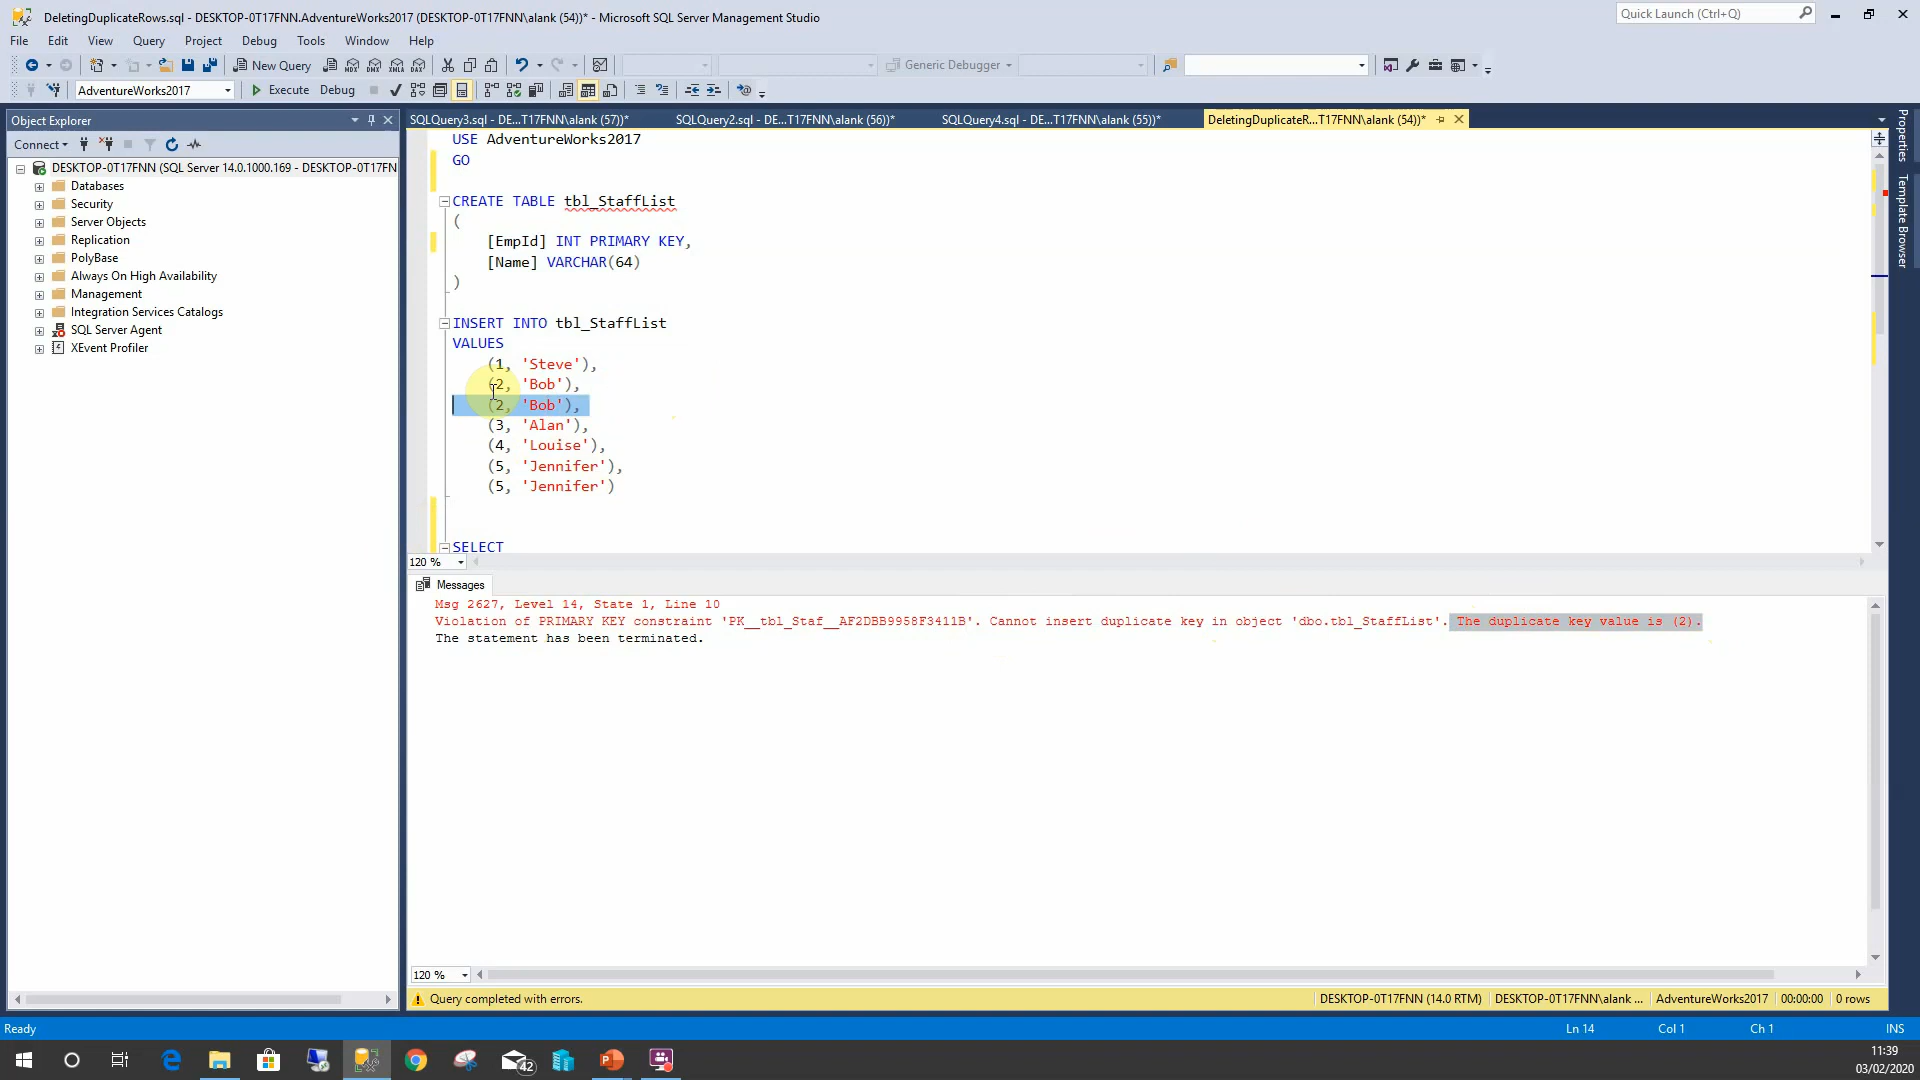 DeletingDuplicateRows.sql - DESKTOP-0T17FNN.AdventureWorks2017 (DESKTOP-0T17FNN\alank (54))* - Microsoft SQL Server Management Studio
Quick Launch (Ctrl+Q)
File Edit View Query Project Debug Tools Window Help
New Query
MDX DMX XMLA DAX
Generic Debugger
AdventureWorks2017
Execute Debug
Object Explorer
Connect
DESKTOP-0T17FNN (SQL Server 14.0.1000.169 - DESKTOP-0T17FN
Databases
Security
Server Objects
Replication
PolyBase
Always On High Availability
Management
Integration Services Catalogs
SQL Server Agent
XEvent Profiler
SQLQuery3.sql - DE...T17FNN\alank (57))*
SQLQuery2.sql - DE...T17FNN\alank (56))*
SQLQuery4.sql - DE...T17FNN\alank (55))*
DeletingDuplicateR...T17FNN\alank (54))*
USE AdventureWorks2017
GO
CREATE TABLE tbl_StaffList
(
[EmpId] INT PRIMARY KEY,
[Name] VARCHAR(64)
)
INSERT INTO tbl_StaffList
VALUES
(1, 'Steve'),
(2, 'Bob'),
(2, 'Bob'),
(3, 'Alan'),
(4, 'Louise'),
(5, 'Jennifer'),
(5, 'Jennifer')
SELECT
120 %
Properties
Template Browser
Messages
Msg 2627, Level 14, State 1, Line 10
Violation of PRIMARY KEY constraint 'PK__tbl_Staf__AF2DBB9958F3411B'. Cannot insert duplicate key in object 'dbo.tbl_StaffList'. The duplicate key value is (2).
The statement has been terminated.
120 %
Query completed with errors.
DESKTOP-0T17FNN (14.0 RTM) DESKTOP-0T17FNN\alank ... AdventureWorks2017 00:00:00 0 rows
Ready
Ln 14 Col 1 Ch 1 INS
42
11:39
03/02/2020